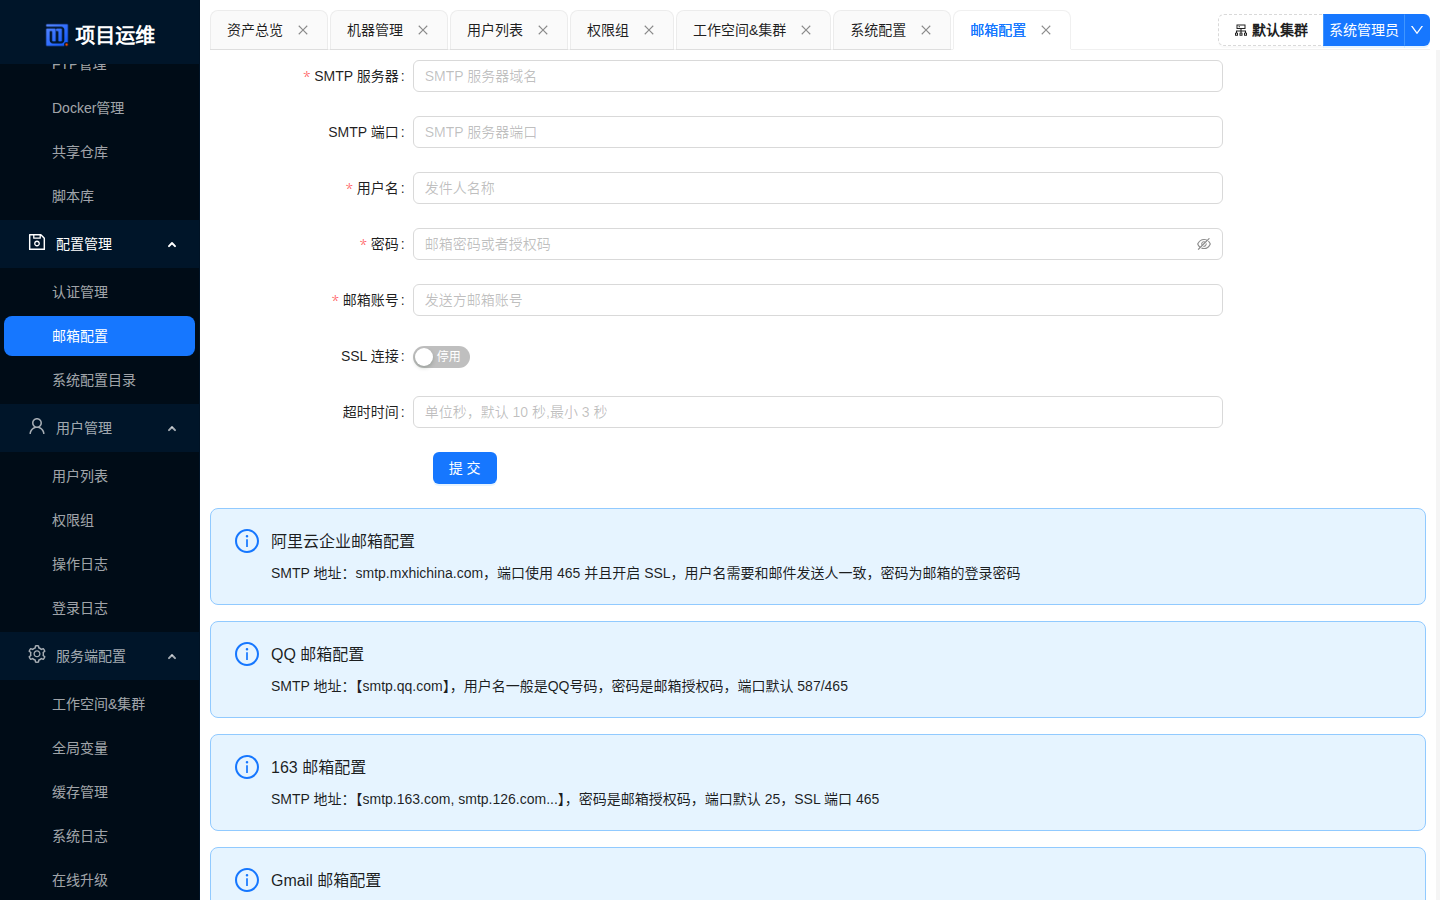 项目运维
FTP管理
Docker管理
共享仓库
脚本库
配置管理
认证管理
邮箱配置
系统配置目录
用户管理
用户列表
权限组
操作日志
登录日志
服务端配置
工作空间&集群
全局变量
缓存管理
系统日志
在线升级
资产总览
机器管理
用户列表
权限组
工作空间&集群
系统配置
邮箱配置
默认集群
系统管理员
* SMTP 服务器:
SMTP 服务器域名
SMTP 端口:
SMTP 服务器端口
* 用户名:
发件人名称
* 密码:
邮箱密码或者授权码
* 邮箱账号:
发送方邮箱账号
SSL 连接:
停用
超时时间:
单位秒，默认 10 秒,最小 3 秒
提 交
阿里云企业邮箱配置
SMTP 地址：smtp.mxhichina.com，端口使用 465 并且开启 SSL，用户名需要和邮件发送人一致，密码为邮箱的登录密码
QQ 邮箱配置
SMTP 地址：【smtp.qq.com】，用户名一般是QQ号码，密码是邮箱授权码，端口默认 587/465
163 邮箱配置
SMTP 地址：【smtp.163.com, smtp.126.com...】，密码是邮箱授权码，端口默认 25，SSL 端口 465
Gmail 邮箱配置